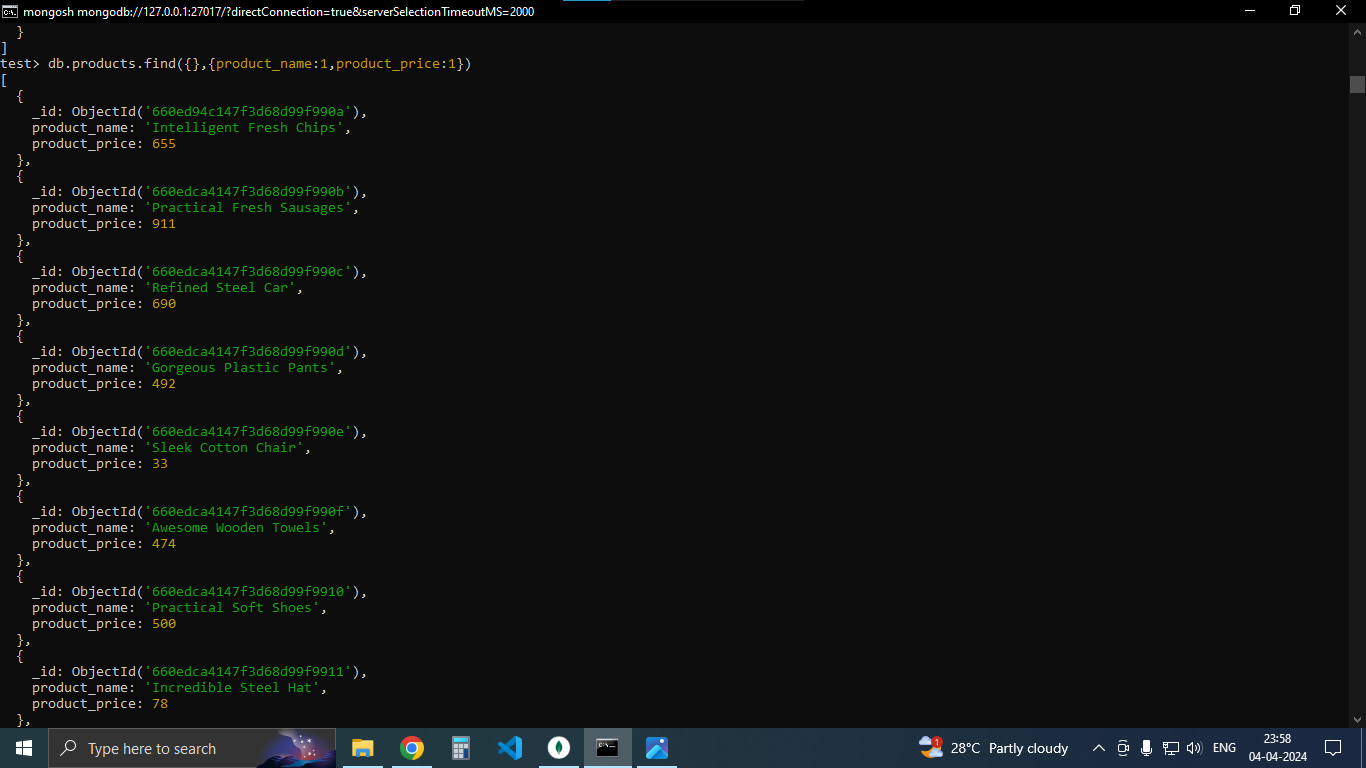 mongosh mongodb://127.0.0.1:27017/?directConnection=true&serverSelectionTimeoutMS=2000
}
]
test> db.products.find({},{product_name:1,product_price:1})
[
{
_id: ObjectId('660ed94c147f3d68d99f990a'),
product_name: 'Intelligent Fresh Chips',
product_price: 655
},
{
_id: ObjectId('660edca4147f3d68d99f990b'),
product_name: 'Practical Fresh Sausages',
product_price: 911
},
{
_id: ObjectId('660edca4147f3d68d99f990c'),
product_name: 'Refined Steel Car',
product_price: 690
},
{
_id: ObjectId('660edca4147f3d68d99f990d'),
product_name: 'Gorgeous Plastic Pants',
product_price: 492
},
{
_id: ObjectId('660edca4147f3d68d99f990e'),
product_name: 'Sleek Cotton Chair',
product_price: 33
},
{
_id: ObjectId('660edca4147f3d68d99f990f'),
product_name: 'Awesome Wooden Towels',
product_price: 474
},
{
_id: ObjectId('660edca4147f3d68d99f9910'),
product_name: 'Practical Soft Shoes',
product_price: 500
},
{
_id: ObjectId('660edca4147f3d68d99f9911'),
product_name: 'Incredible Steel Hat',
product_price: 78
},
Type here to search
1
28°C Partly cloudy
ENG
23:58
04-04-2024